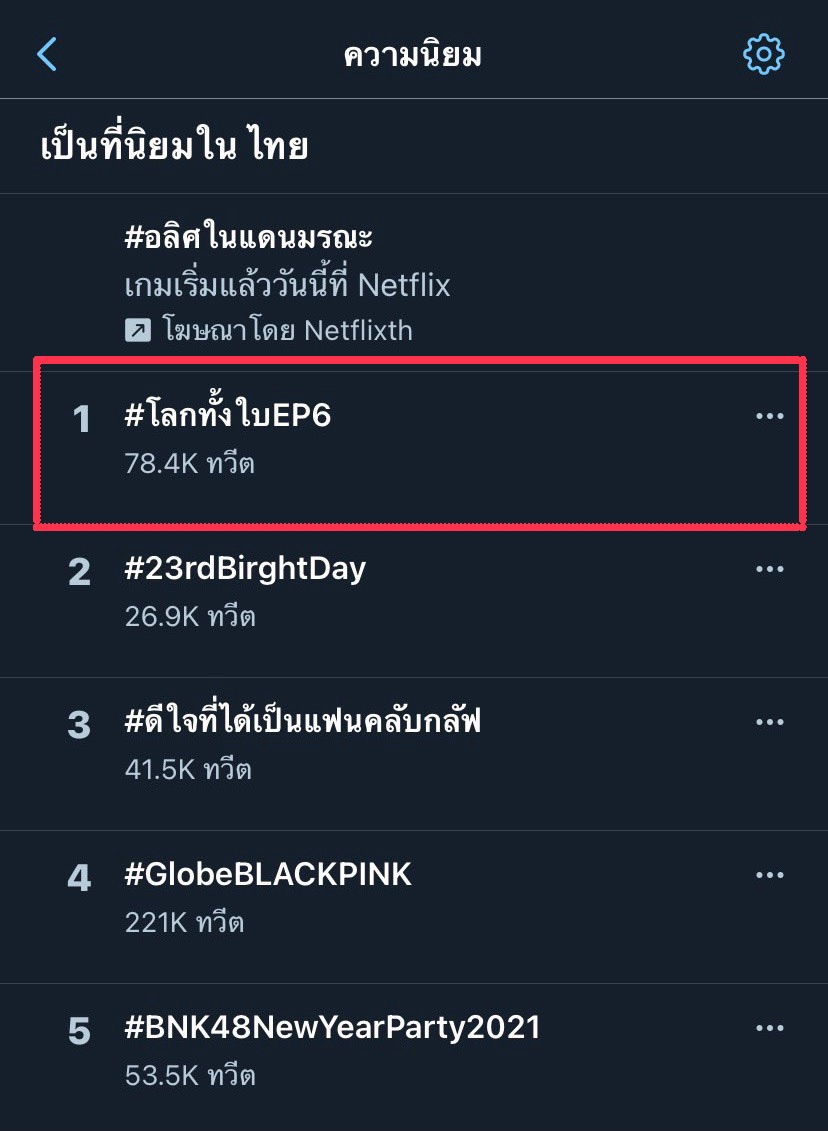 ความนิยม
เป็นที่นิยมใน ไทย
#อลิศในแดนมรณะ
เกมเริ่มแล้ววันนี้ที่ Netflix
โฆษณาโดย Netflixth
1 #โลกทั้งใบEP6
78.4K ทวีต
2 #23rdBirghtDay
26.9K ทวีต
3 #ดีใจที่ได้เป็นแฟนคลับกลัฟ
41.5K ทวีต
4 #GlobeBLACKPINK
221K ทวีต
5 #BNK48NewYearParty2021
53.5K ทวีต